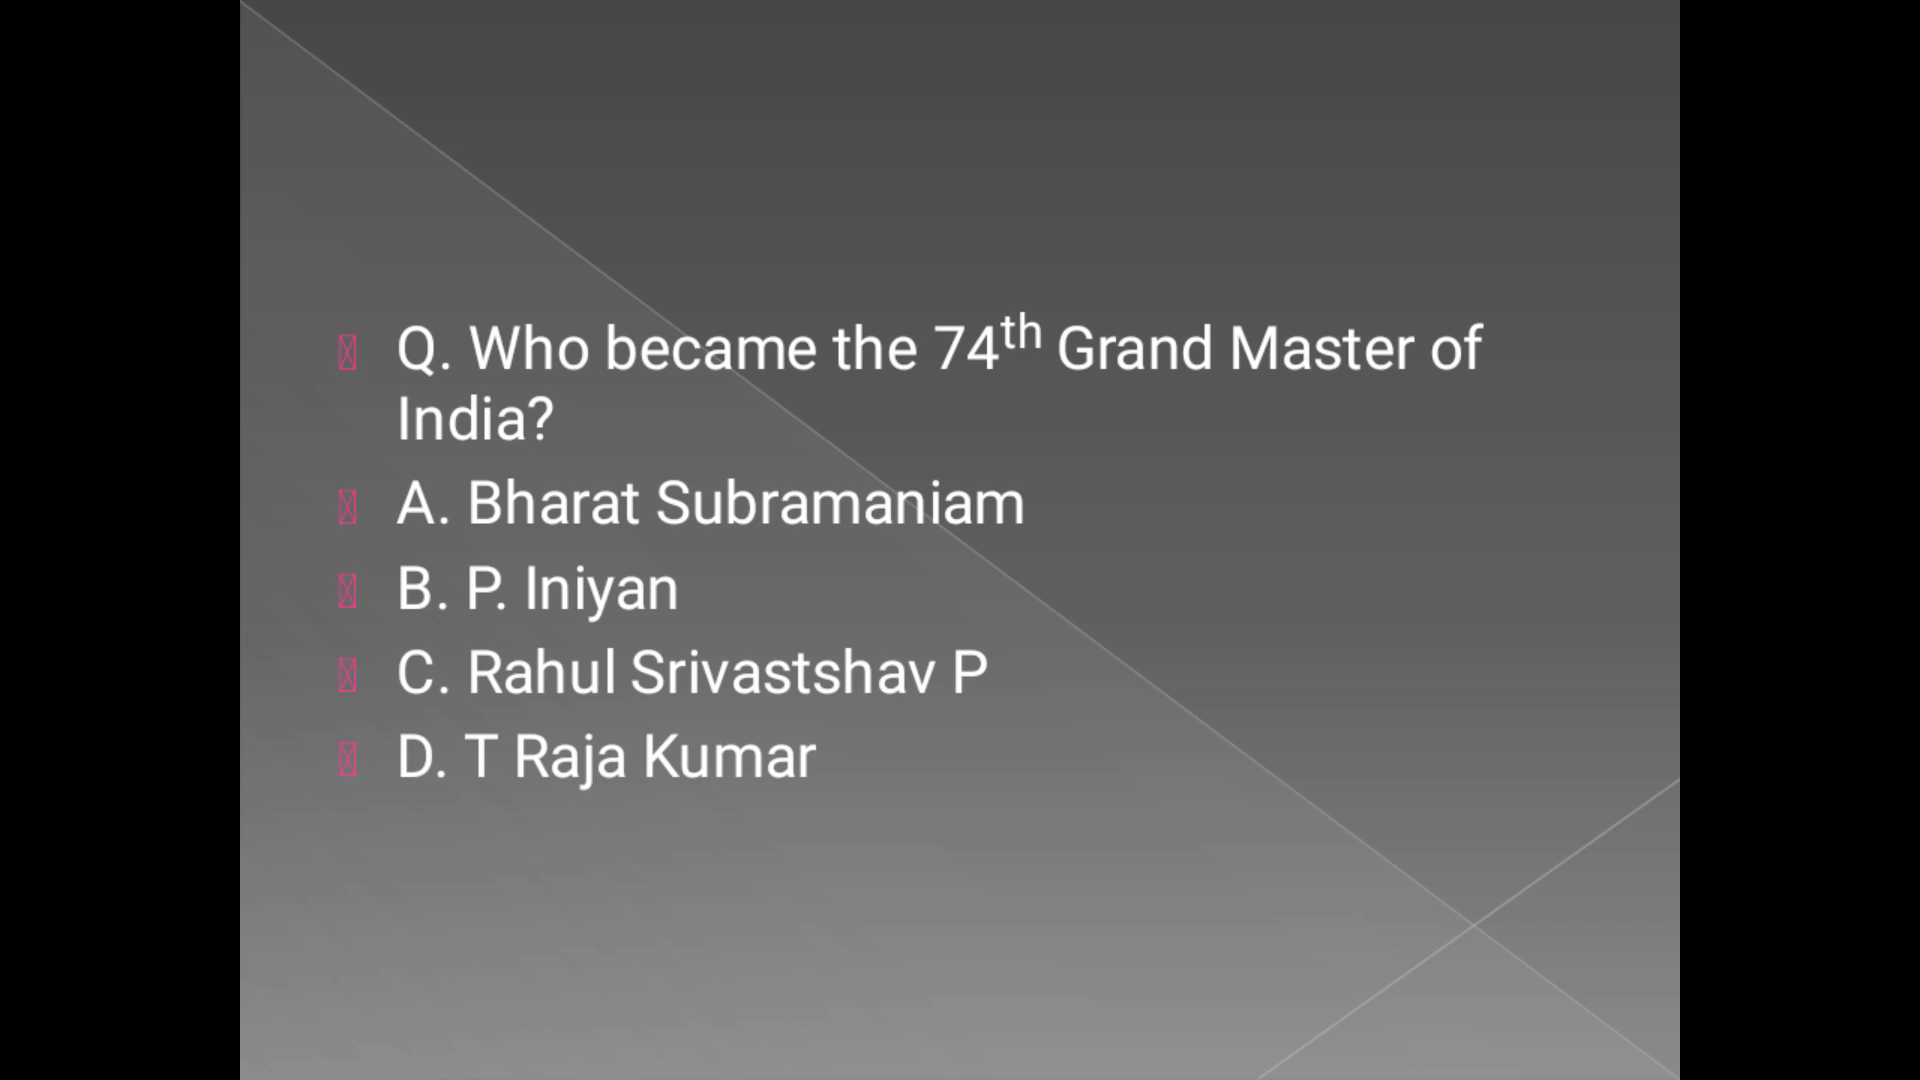 Q. Who became the 74th Grand Master of
India?
A. Bharat Subramaniam
B. P. Iniyan
C. Rahul Srivastshav P
D. T Raja Kumar